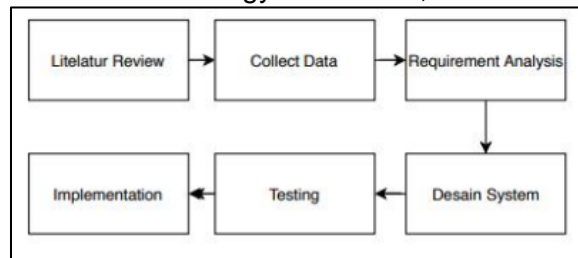 Litelatur Review
Collect Data
Requirement Analysis
Implementation
Testing
Desain System